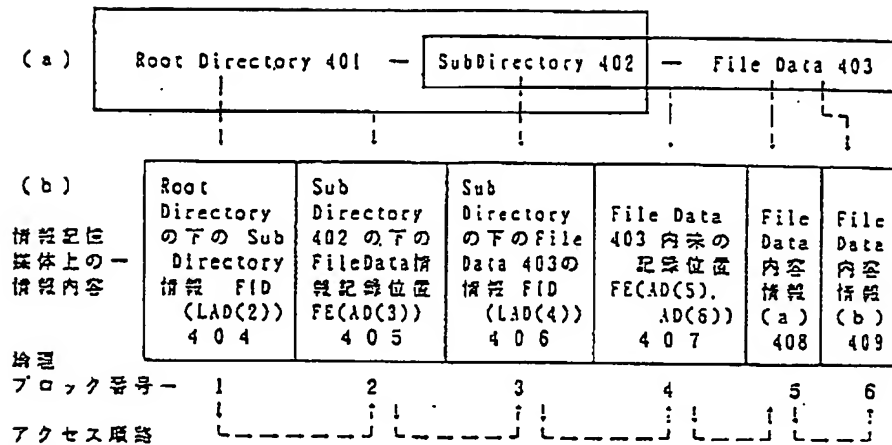 (a) Root Directory 401 — SubDirectory 402 — File Data 403
(b)
情報記憶
媒体上の —
情報内容
Root
Directory
の下の Sub
Directory
情報 FID
(LAD(2))
404
Sub
Directory
402 の下の
FileData情
報記録位置
FE(AD(3))
405
Sub
Directory
の下のFile
Data 403の
情報 FID
(LAD(4))
406
File Data
403 内容の
記録位置
FE(AD(5),
AD(6))
407
File
Data
内容
情報
(a)
408
File
Data
内容
情報
(b)
409
論理
ブロック番号 — 1 2 3 4 5 6
アクセス順路